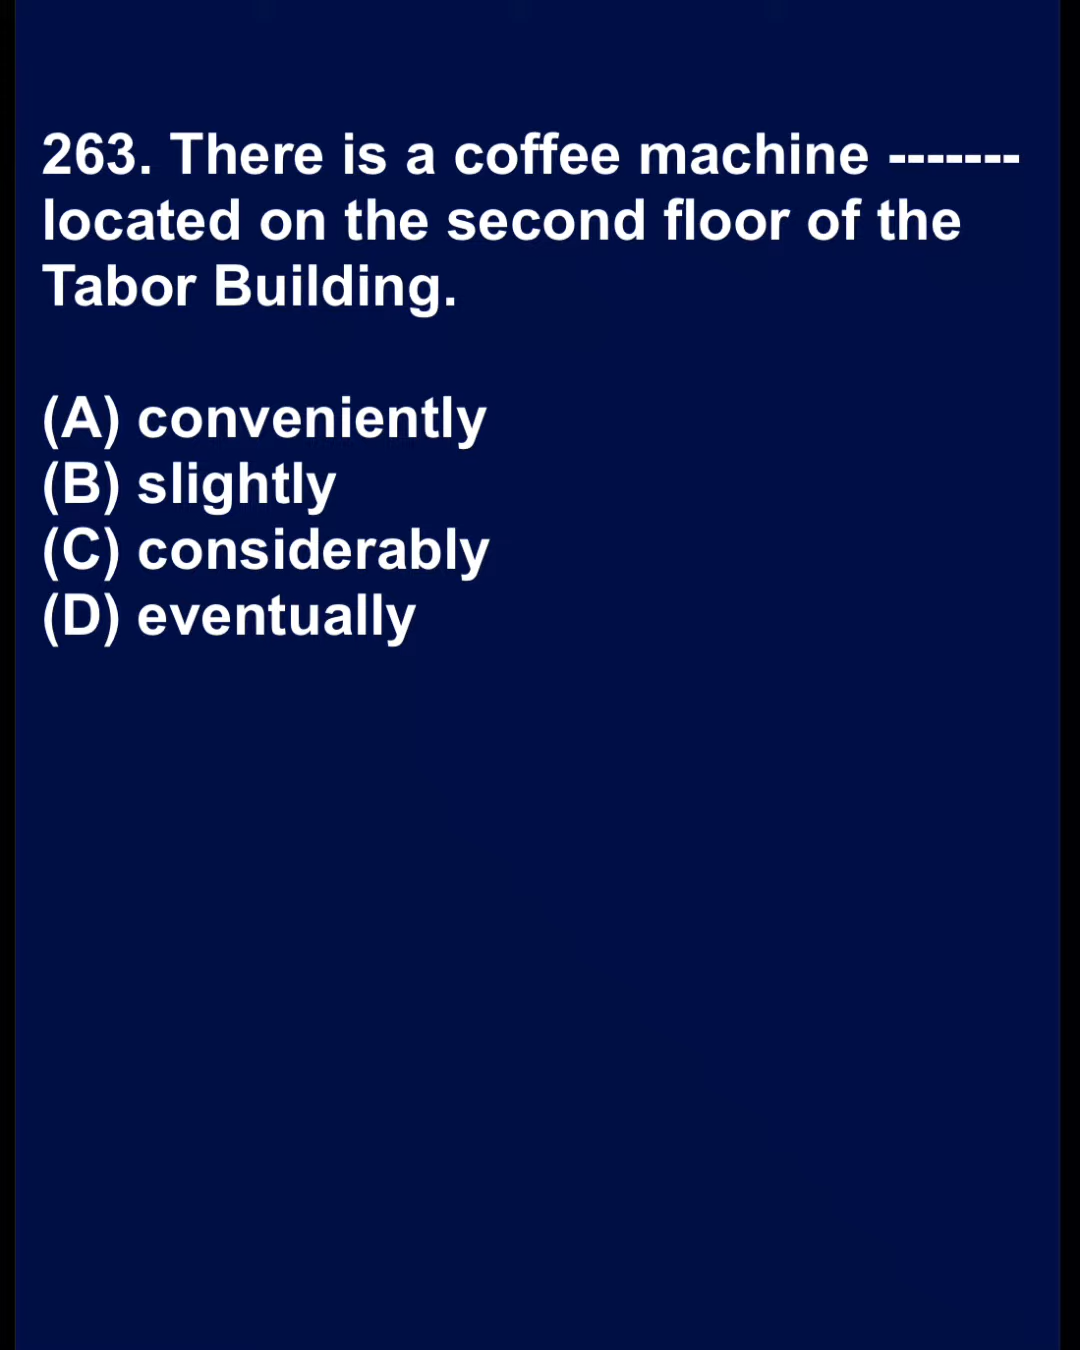 263. There is a coffee machine -------
located on the second floor of the
Tabor Building.
(A) conveniently
(B) slightly
(C) considerably
(D) eventually